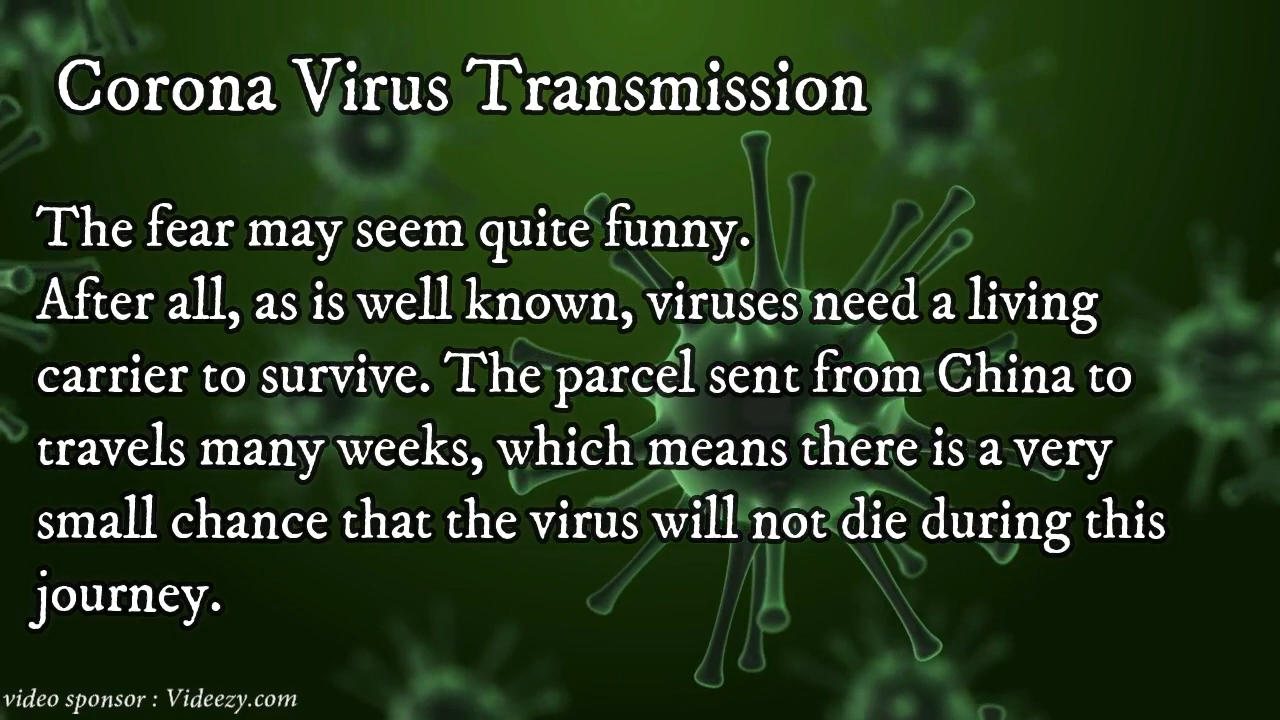 Corona Virus Transmission
The fear may seem quite funny.
After all, as is well known, viruses need a living
carrier to survive. The parcel sent from China to
travels many weeks, which means there is a very
small chance that the virus will not die during this
journey.
video sponsor : Videezy.com